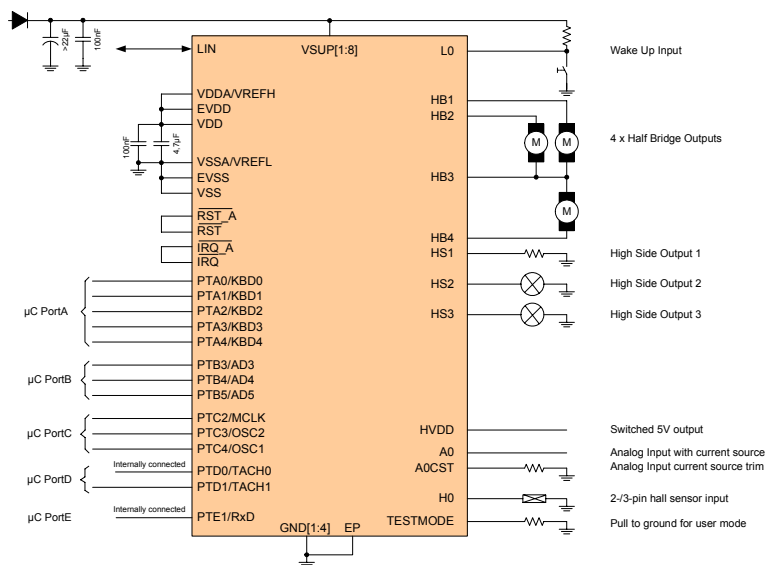 >22µF
100nF
LIN
VSUP[1:8]
L0
Wake Up Input
VDDA/VREFH
EVDD
VDD
100nF
4.7µF
VSSA/VREFL
EVSS
VSS
HB1
HB2
M
M
4 x Half Bridge Outputs
HB3
M
HB4
RST_A
RST
IRQ_A
IRQ
HS1
High Side Output 1
HS2
High Side Output 2
HS3
High Side Output 3
µC PortA
PTA0/KBD0
PTA1/KBD1
PTA2/KBD2
PTA3/KBD3
PTA4/KBD4
µC PortB
PTB3/AD3
PTB4/AD4
PTB5/AD5
µC PortC
PTC2/MCLK
PTC3/OSC2
PTC4/OSC1
HVDD
Switched 5V output
A0
Analog Input with current source
A0CST
Analog Input current source trim
µC PortD
Internally connected
PTD0/TACH0
PTD1/TACH1
H0
2-/3-pin hall sensor input
µC PortE
Internally connected
PTE1/RxD
TESTMODE
Pull to ground for user mode
GND[1:4]
EP